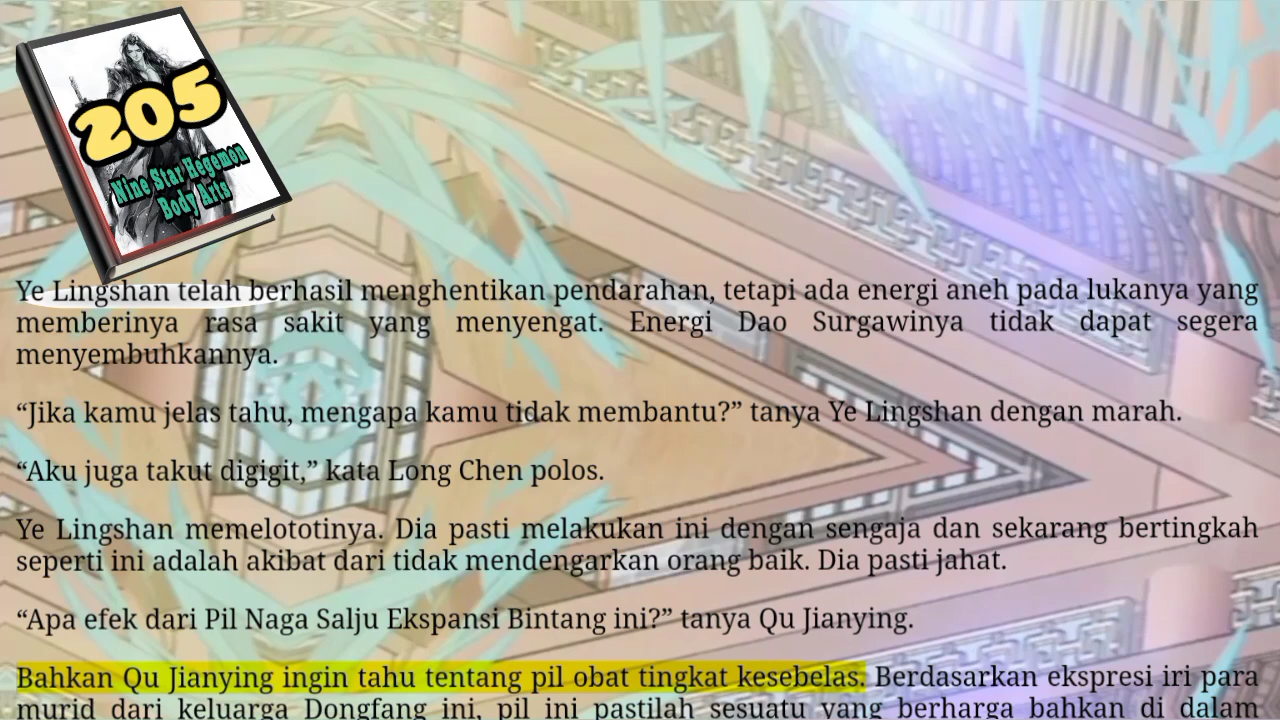 205
Nine Star Hegemon
Body Arts
Ye Lingshan telah berhasil menghentikan pendarahan, tetapi ada energi aneh pada lukanya yang
memberinya rasa sakit yang menyengat. Energi Dao Surgawinya tidak dapat segera
menyembuhkannya.
“Jika kamu jelas tahu, mengapa kamu tidak membantu?” tanya Ye Lingshan dengan marah.
“Aku juga takut digigit,” kata Long Chen polos.
Ye Lingshan memelototinya. Dia pasti melakukan ini dengan sengaja dan sekarang bertingkah
seperti ini adalah akibat dari tidak mendengarkan orang baik. Dia pasti jahat.
“Apa efek dari Pil Naga Salju Ekspansi Bintang ini?” tanya Qu Jianying.
Bahkan Qu Jianying ingin tahu tentang pil obat tingkat kesebelas. Berdasarkan ekspresi iri para
murid dari keluarga Dongfang ini, pil ini pastilah sesuatu yang berharga bahkan di dalam